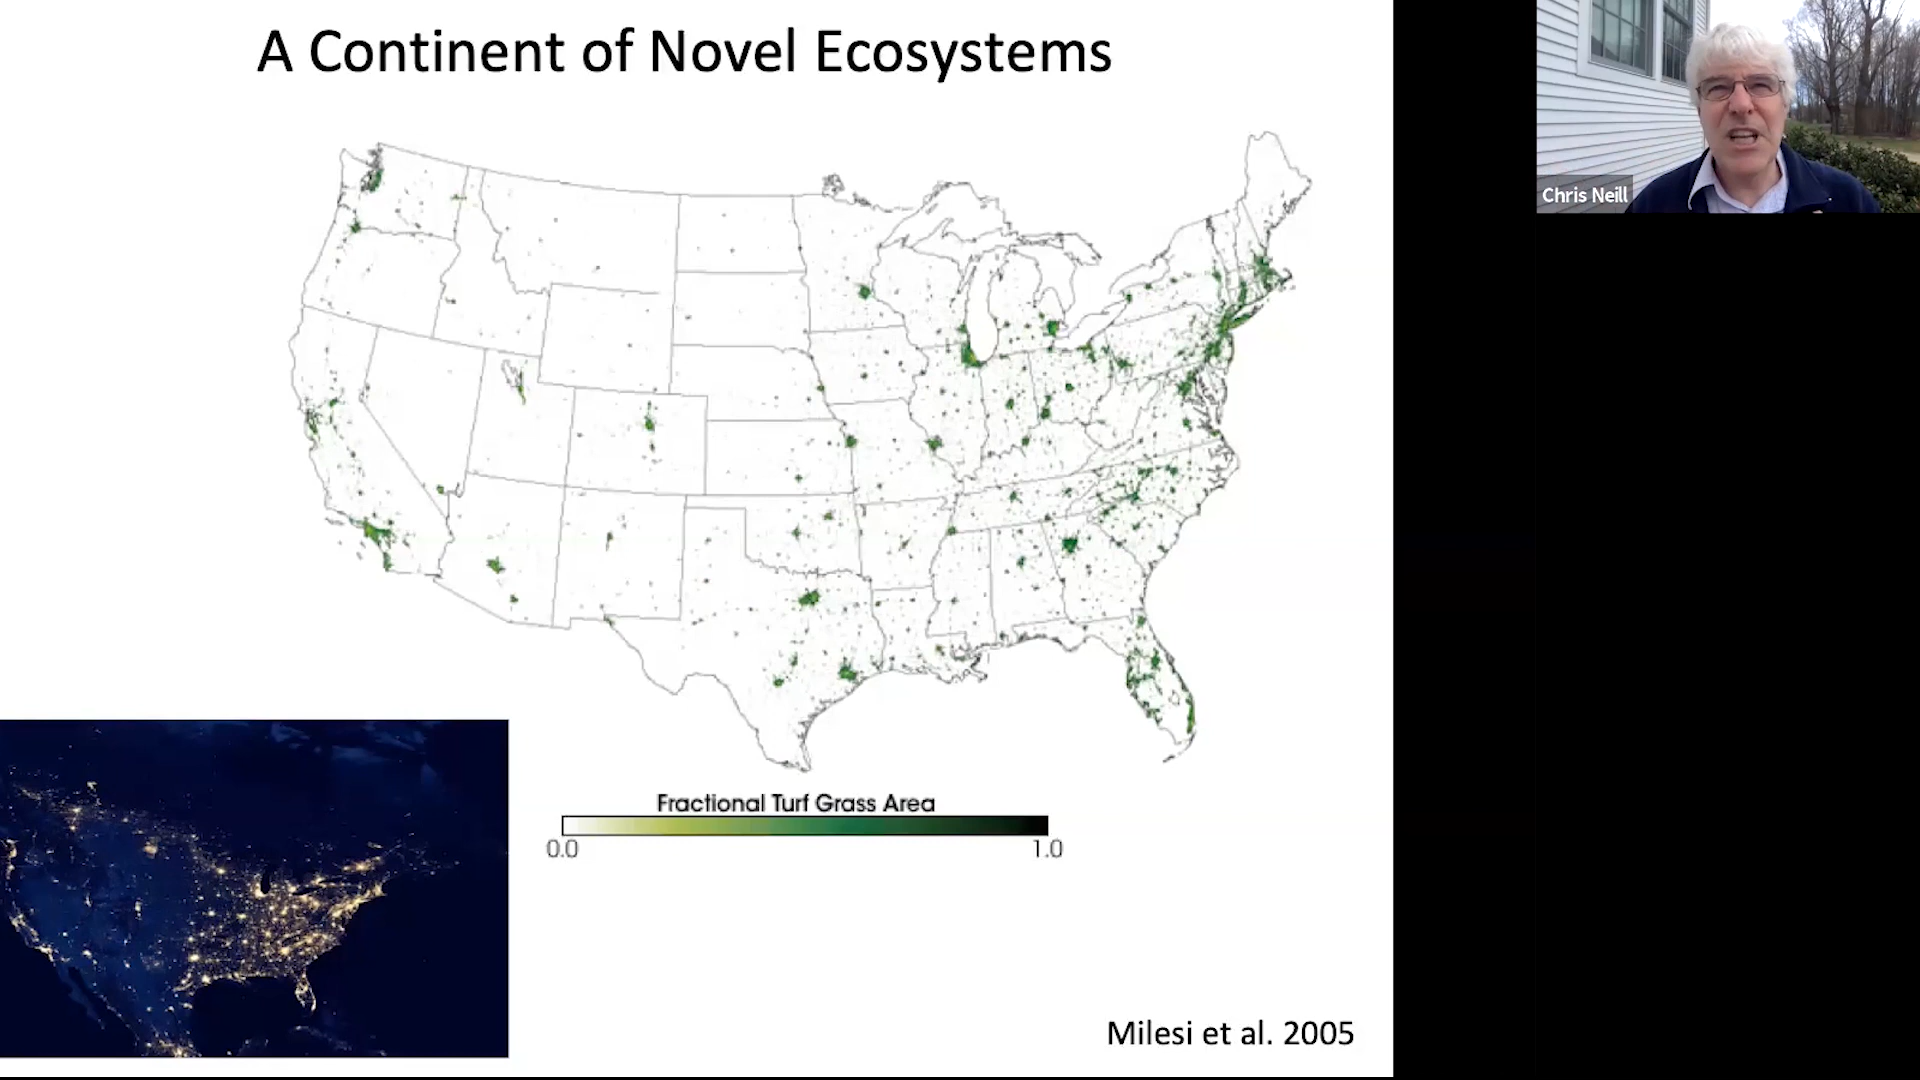 A Continent of Novel Ecosystems
Chris Neill
Fractional Turf Grass Area
0.0 1.0
Milesi et al. 2005